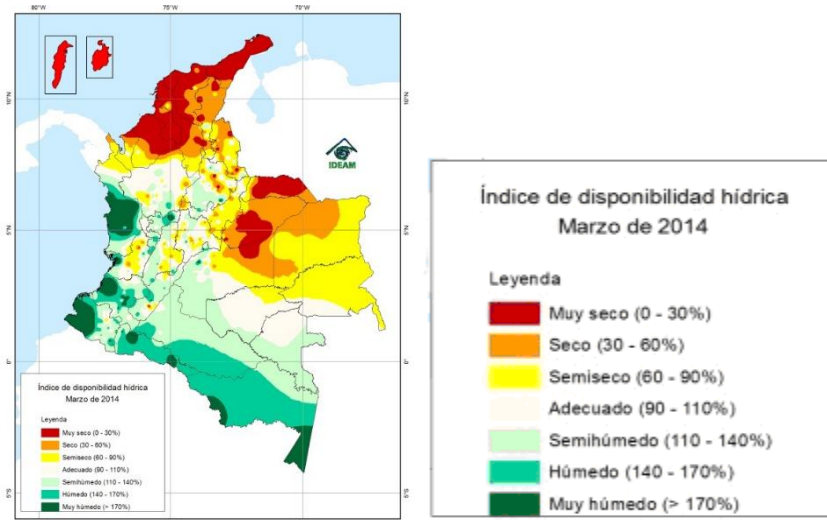 80°W
75°W
70°W
10°N
10°N
IDEAM
5°N
5°N
0°
0°
5°S
5°S
Índice de disponibilidad hídrica
Marzo de 2014
Leyenda
Muy seco (0 - 30%)
Seco (30 - 60%)
Semiseco (60 - 90%)
Adecuado (90 - 110%)
Semihúmedo (110 - 140%)
Húmedo (140 - 170%)
Muy húmedo (> 170%)
Índice de disponibilidad hídrica
Marzo de 2014
Leyenda
Muy seco (0 - 30%)
Seco (30 - 60%)
Semiseco (60 - 90%)
Adecuado (90 - 110%)
Semihúmedo (110 - 140%)
Húmedo (140 - 170%)
Muy húmedo (> 170%)